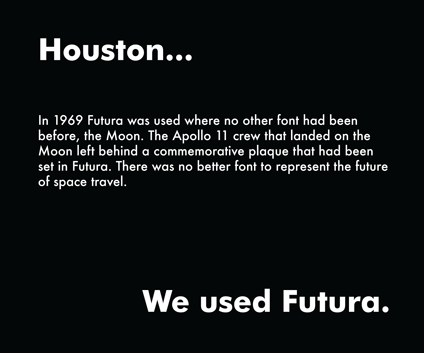 Houston...
In 1969 Futura was used where no other font had been
before, the Moon. The Apollo 11 crew that landed on the
Moon left behind a commemorative plaque that had been
set in Futura. There was no better font to represent the future
of space travel.
We used Futura.